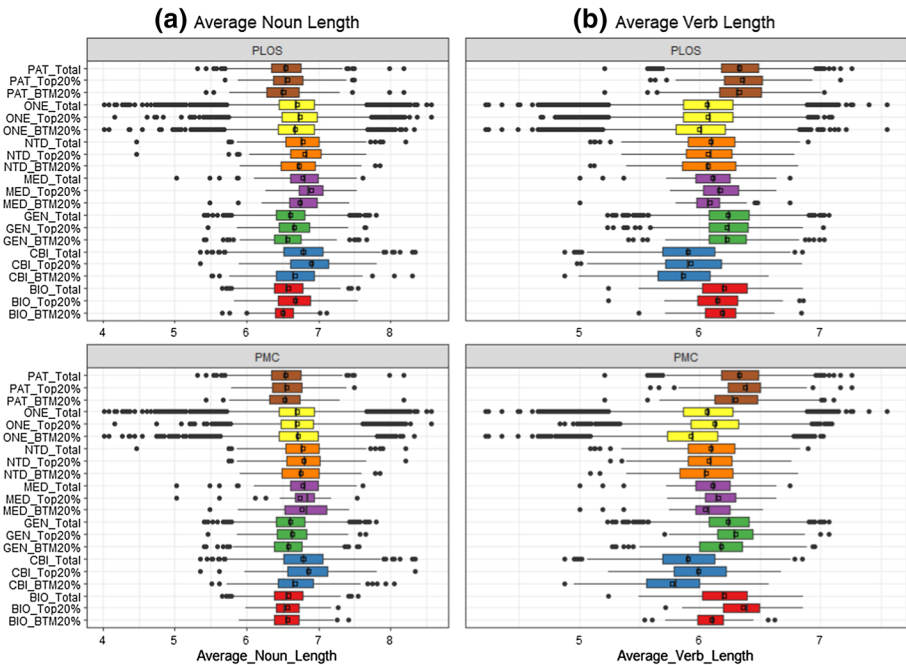 (a) Average Noun Length
(b) Average Verb Length
PLOS
PLOS
PAT_Total
PAT_Top20%
PAT_BTM20%
ONE_Total
ONE_Top20%
ONE_BTM20%
NTD_Total
NTD_Top20%
NTD_BTM20%
MED_Total
MED_Top20%
MED_BTM20%
GEN_Total
GEN_Top20%
GEN_BTM20%
CBI_Total
CBI_Top20%
CBI_BTM20%
BIO_Total
BIO_Top20%
BIO_BTM20%
4 5 6 7 8
5 6 7
PMC
PMC
PAT_Total
PAT_Top20%
PAT_BTM20%
ONE_Total
ONE_Top20%
ONE_BTM20%
NTD_Total
NTD_Top20%
NTD_BTM20%
MED_Total
MED_Top20%
MED_BTM20%
GEN_Total
GEN_Top20%
GEN_BTM20%
CBI_Total
CBI_Top20%
CBI_BTM20%
BIO_Total
BIO_Top20%
BIO_BTM20%
4 5 6 7 8
5 6 7
Average_Noun_Length
Average_Verb_Length